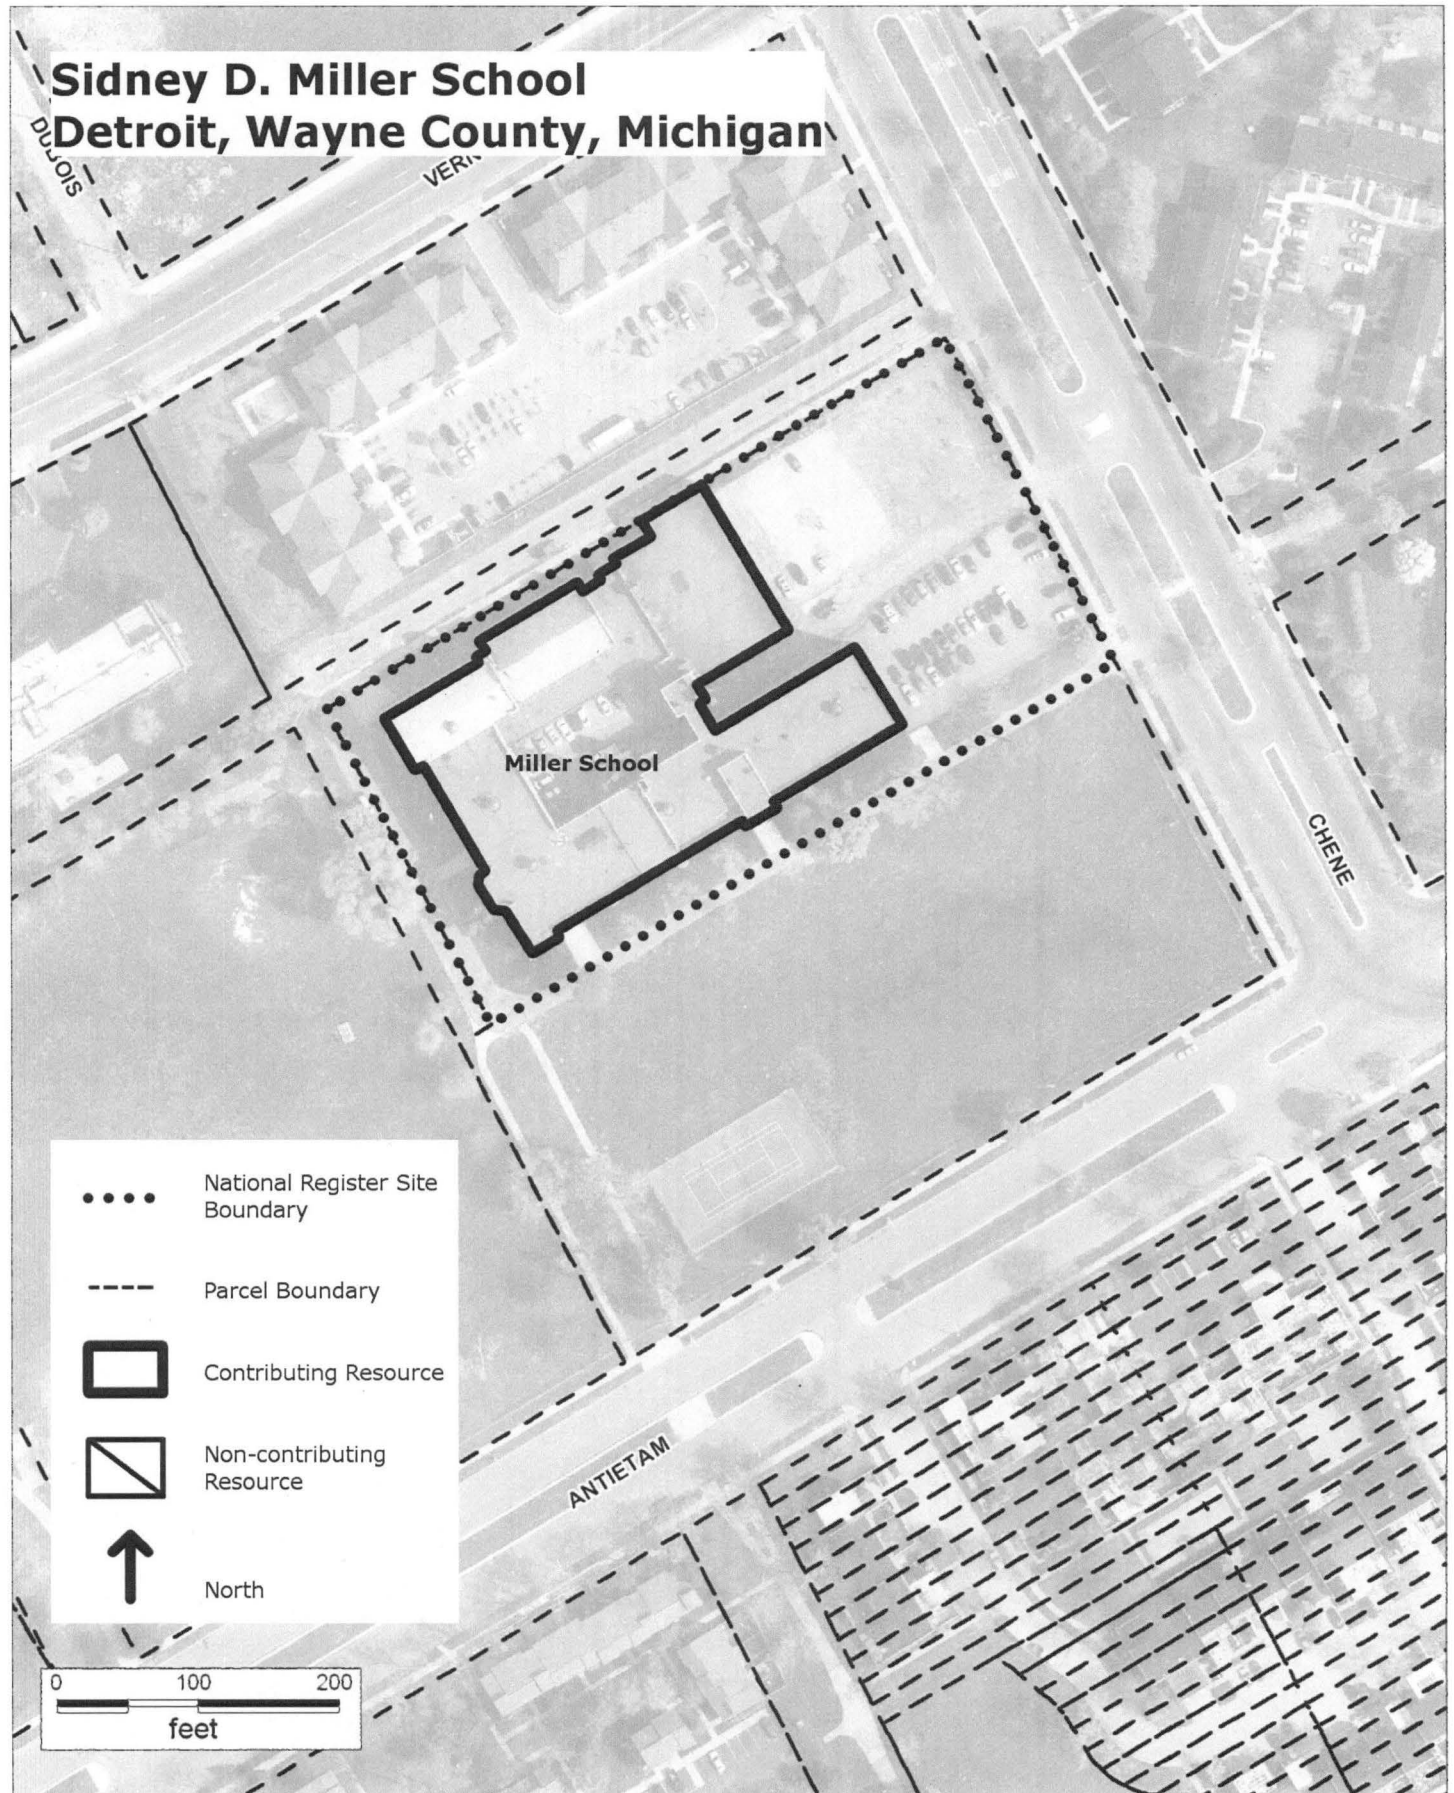 Sidney D. Miller School
Detroit, Wayne County, Michigan
DUBOIS
Miller School
CHENE
National Register Site
Boundary
Parcel Boundary
Contributing Resource
Non-contributing
Resource
North
ANTIETAM
0 100 200
feet